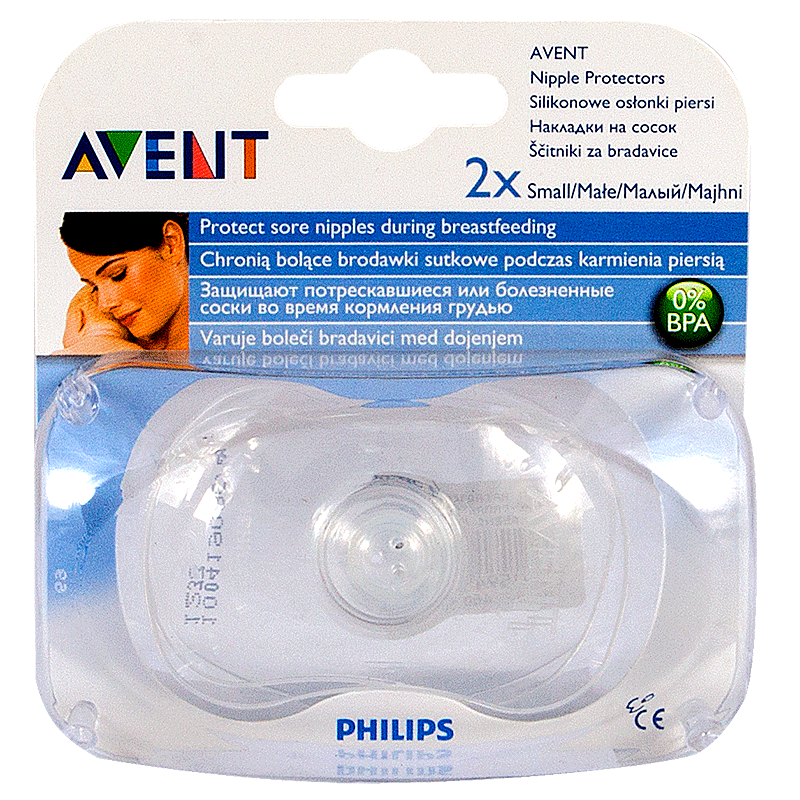 AVENT
Nipple Protectors
Silikonowe osłonki piersi
Накладки на сосок
Ščitniki za bradavice
AVENT
2x Small/Małe/Малый/Majhni
Protect sore nipples during breastfeeding
Chronią bolące brodawki sutkowe podczas karmienia piersią
Защищают потрескавшиеся или болезненные
соски во время кормления грудью
Varuje boleči bradavici med dojenjem
0%
BPA
PHILIPS
CE